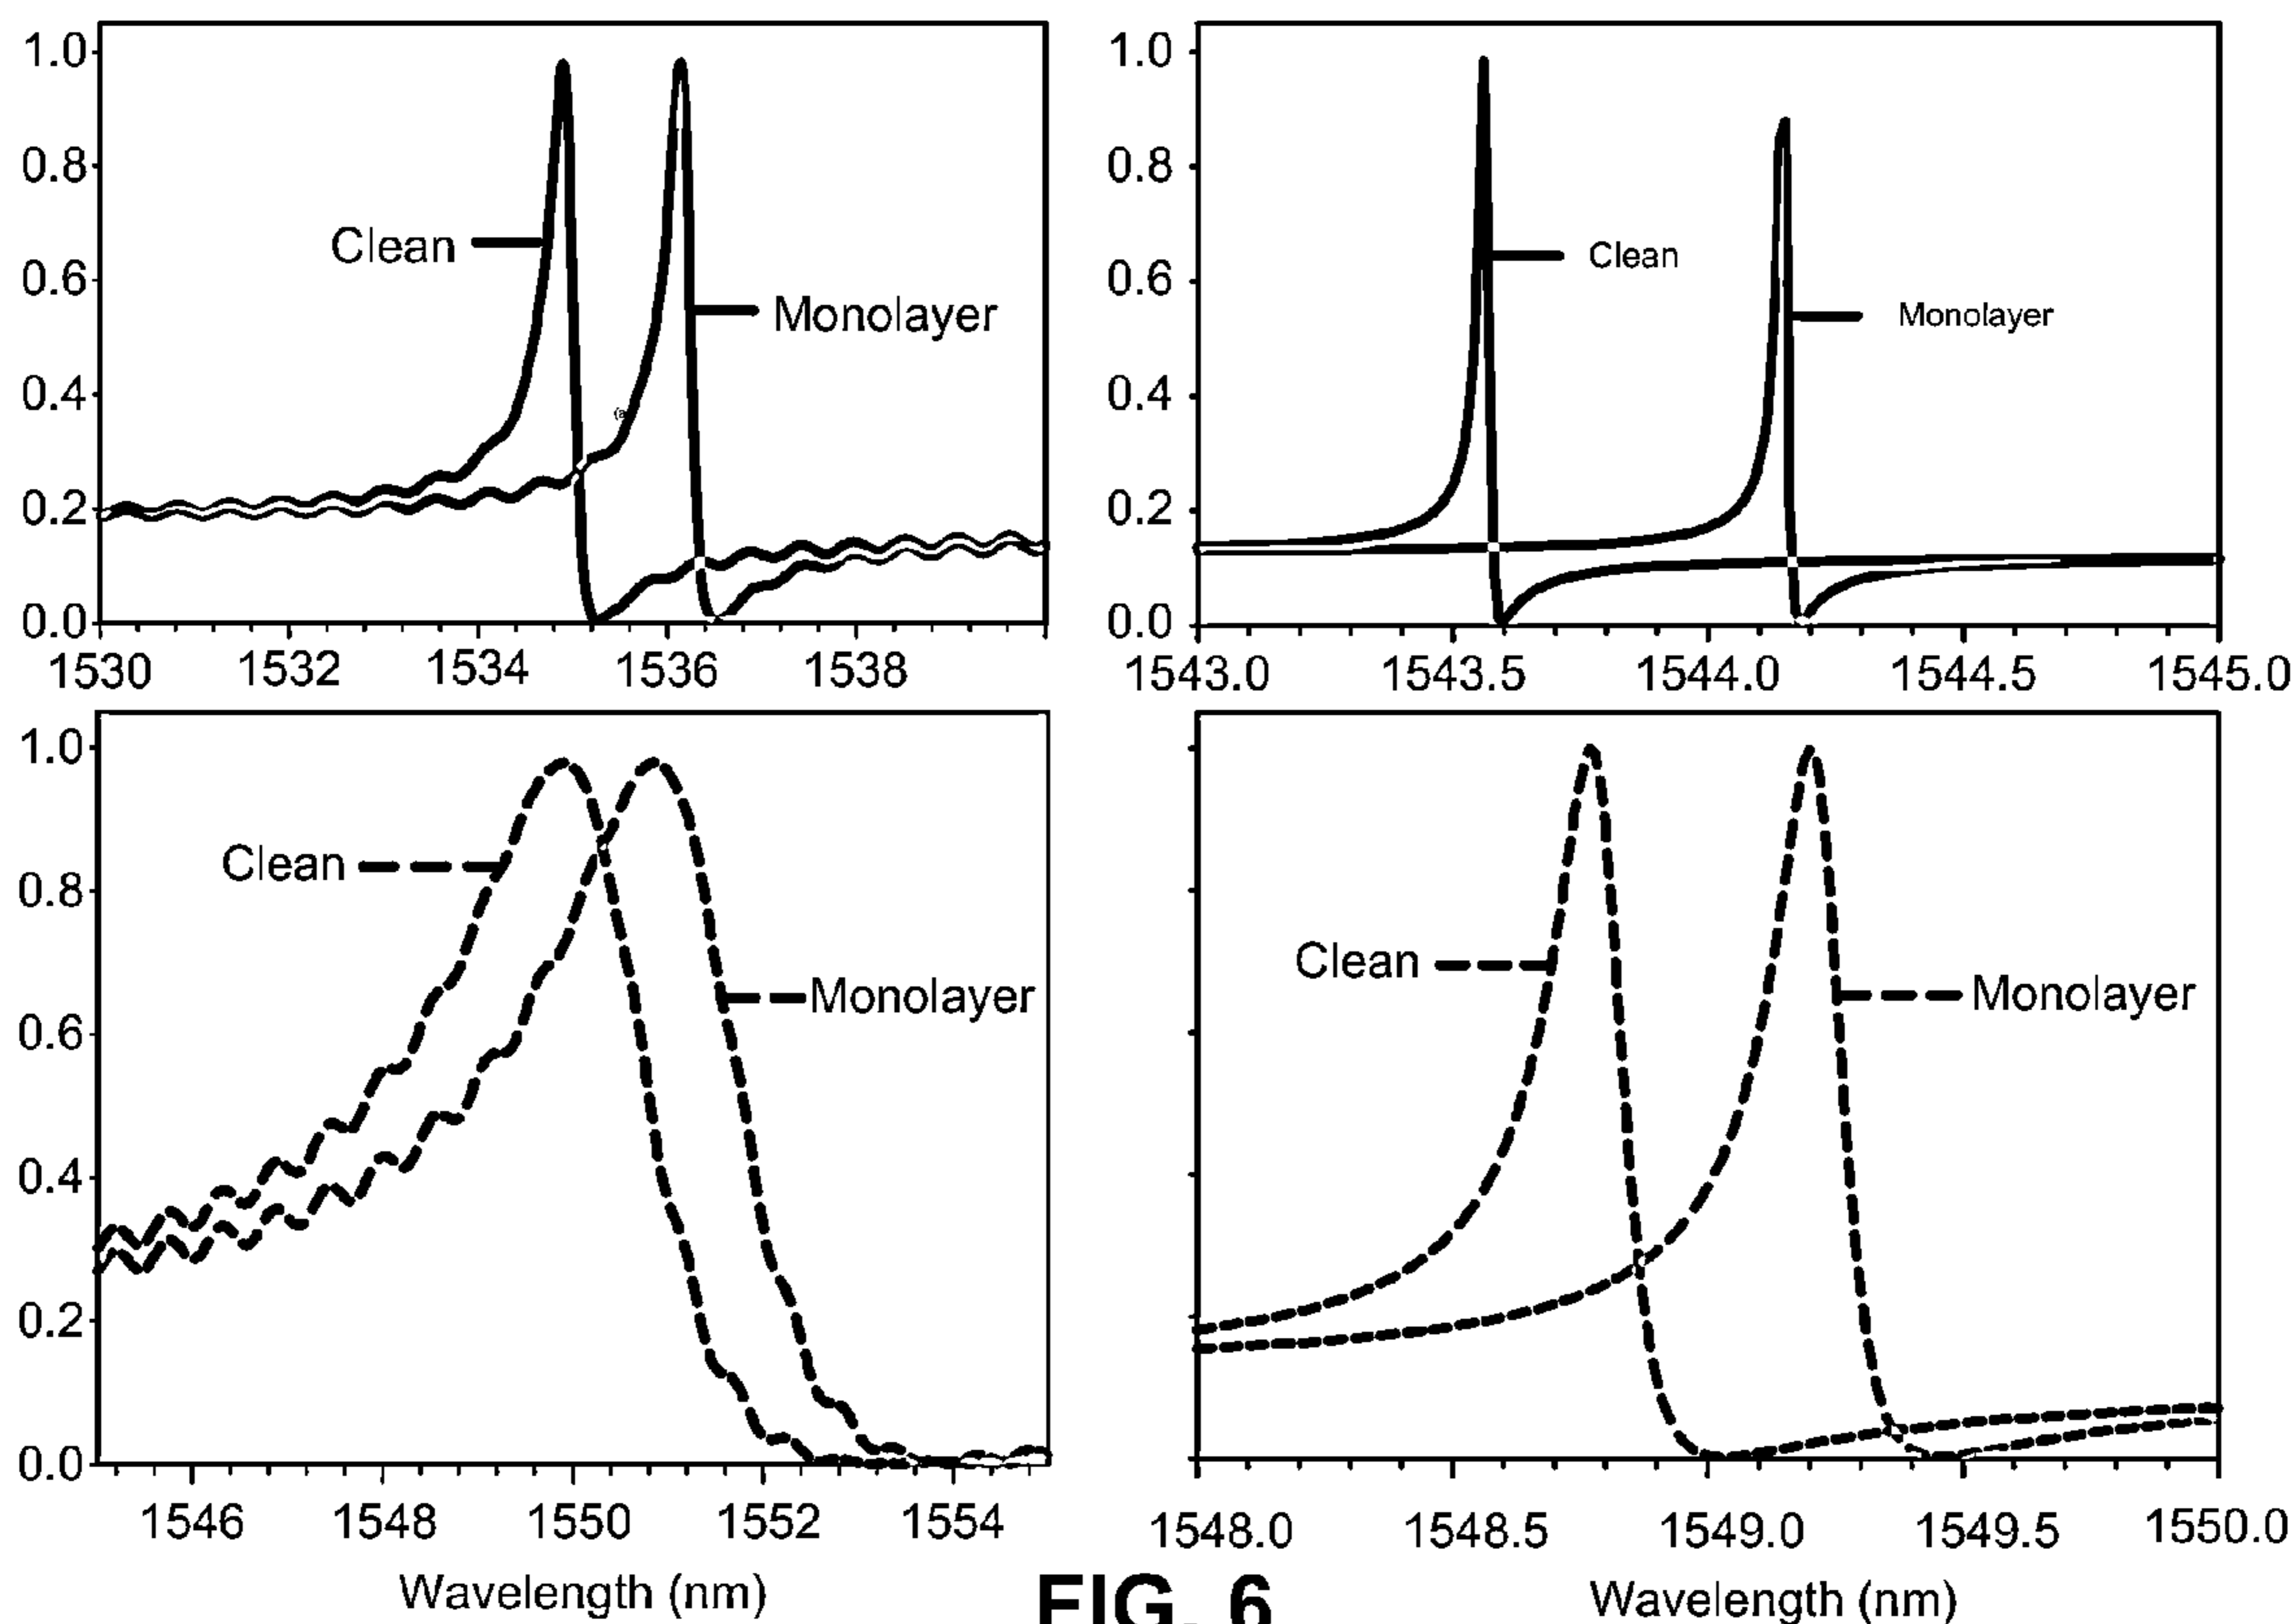 1.0
0.8
0.6
0.4
0.2
0.0
Clean
Monolayer
(a
1530 1532 1534 1536 1538
1.0
0.8
0.6
0.4
0.2
0.0
Clean
Monolayer
1543.0 1543.5 1544.0 1544.5 1545.0
1.0
0.8
0.6
0.4
0.2
0.0
Clean
Monolayer
1546 1548 1550 1552 1554
Wavelength (nm)
Clean
Monolayer
1548.0 1548.5 1549.0 1549.5 1550.0
Wavelength (nm)
FIG. 6